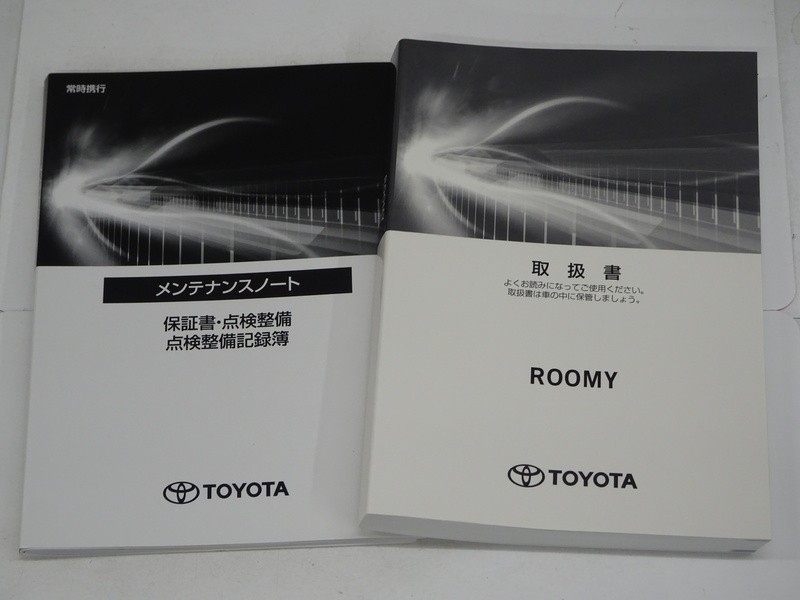 常時携行
メンテナンスノート
保証書・点検整備
点検整備記録簿
TOYOTA
取扱書
よくお読みになってご使用ください。
取扱書は車の中に保管しましょう。
ROOMY
TOYOTA